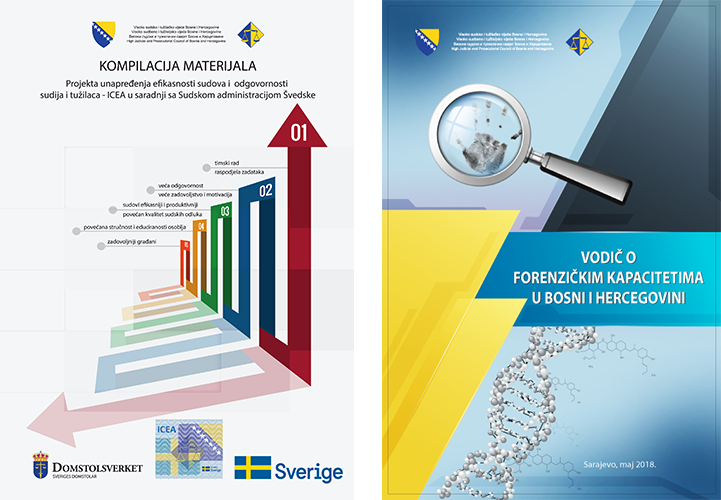 Visoko sudsko i tužilačko vijeće Bosne i Hercegovine
Visoko sudbeno i tužiteljsko vijeće Bosne i Hercegovine
Високи судски и тужилачки савјет Босне и Херцеговине
High Judicial and Prosecutorial Council of Bosnia and Herzegovina
KOMPILACIJA MATERIJALA
Projekta unapređenja efikasnosti sudova i odgovornosti
sudija i tužilaca - ICEA u saradnji sa Sudskom administracijom Švedske
01
timski rad
raspodjela zadataka
02
veća odgovornost
veće zadovoljstvo i motivacija
03
sudovi efikasniji i produktivniji
povećan kvalitet sudskih odluka
04
povećana stručnost i educiranosti osoblja
05
zadovoljniji građani
ICEA
DOMSTOLSVERKET
SVERIGES DOMSTOLAR
Sverige
Visoko sudsko i tužilačko vijeće Bosne i Hercegovine
Visoko sudbeno i tužiteljsko vijeće Bosne i Hercegovine
Високи судски и тужилачки савјет Босне и Херцеговине
High Judicial and Prosecutorial Council of Bosnia and Herzegovina
VODIČ O
FORENZIČKIM KAPACITETIMA
U BOSNI I HERCEGOVINI
Sarajevo, maj 2018.